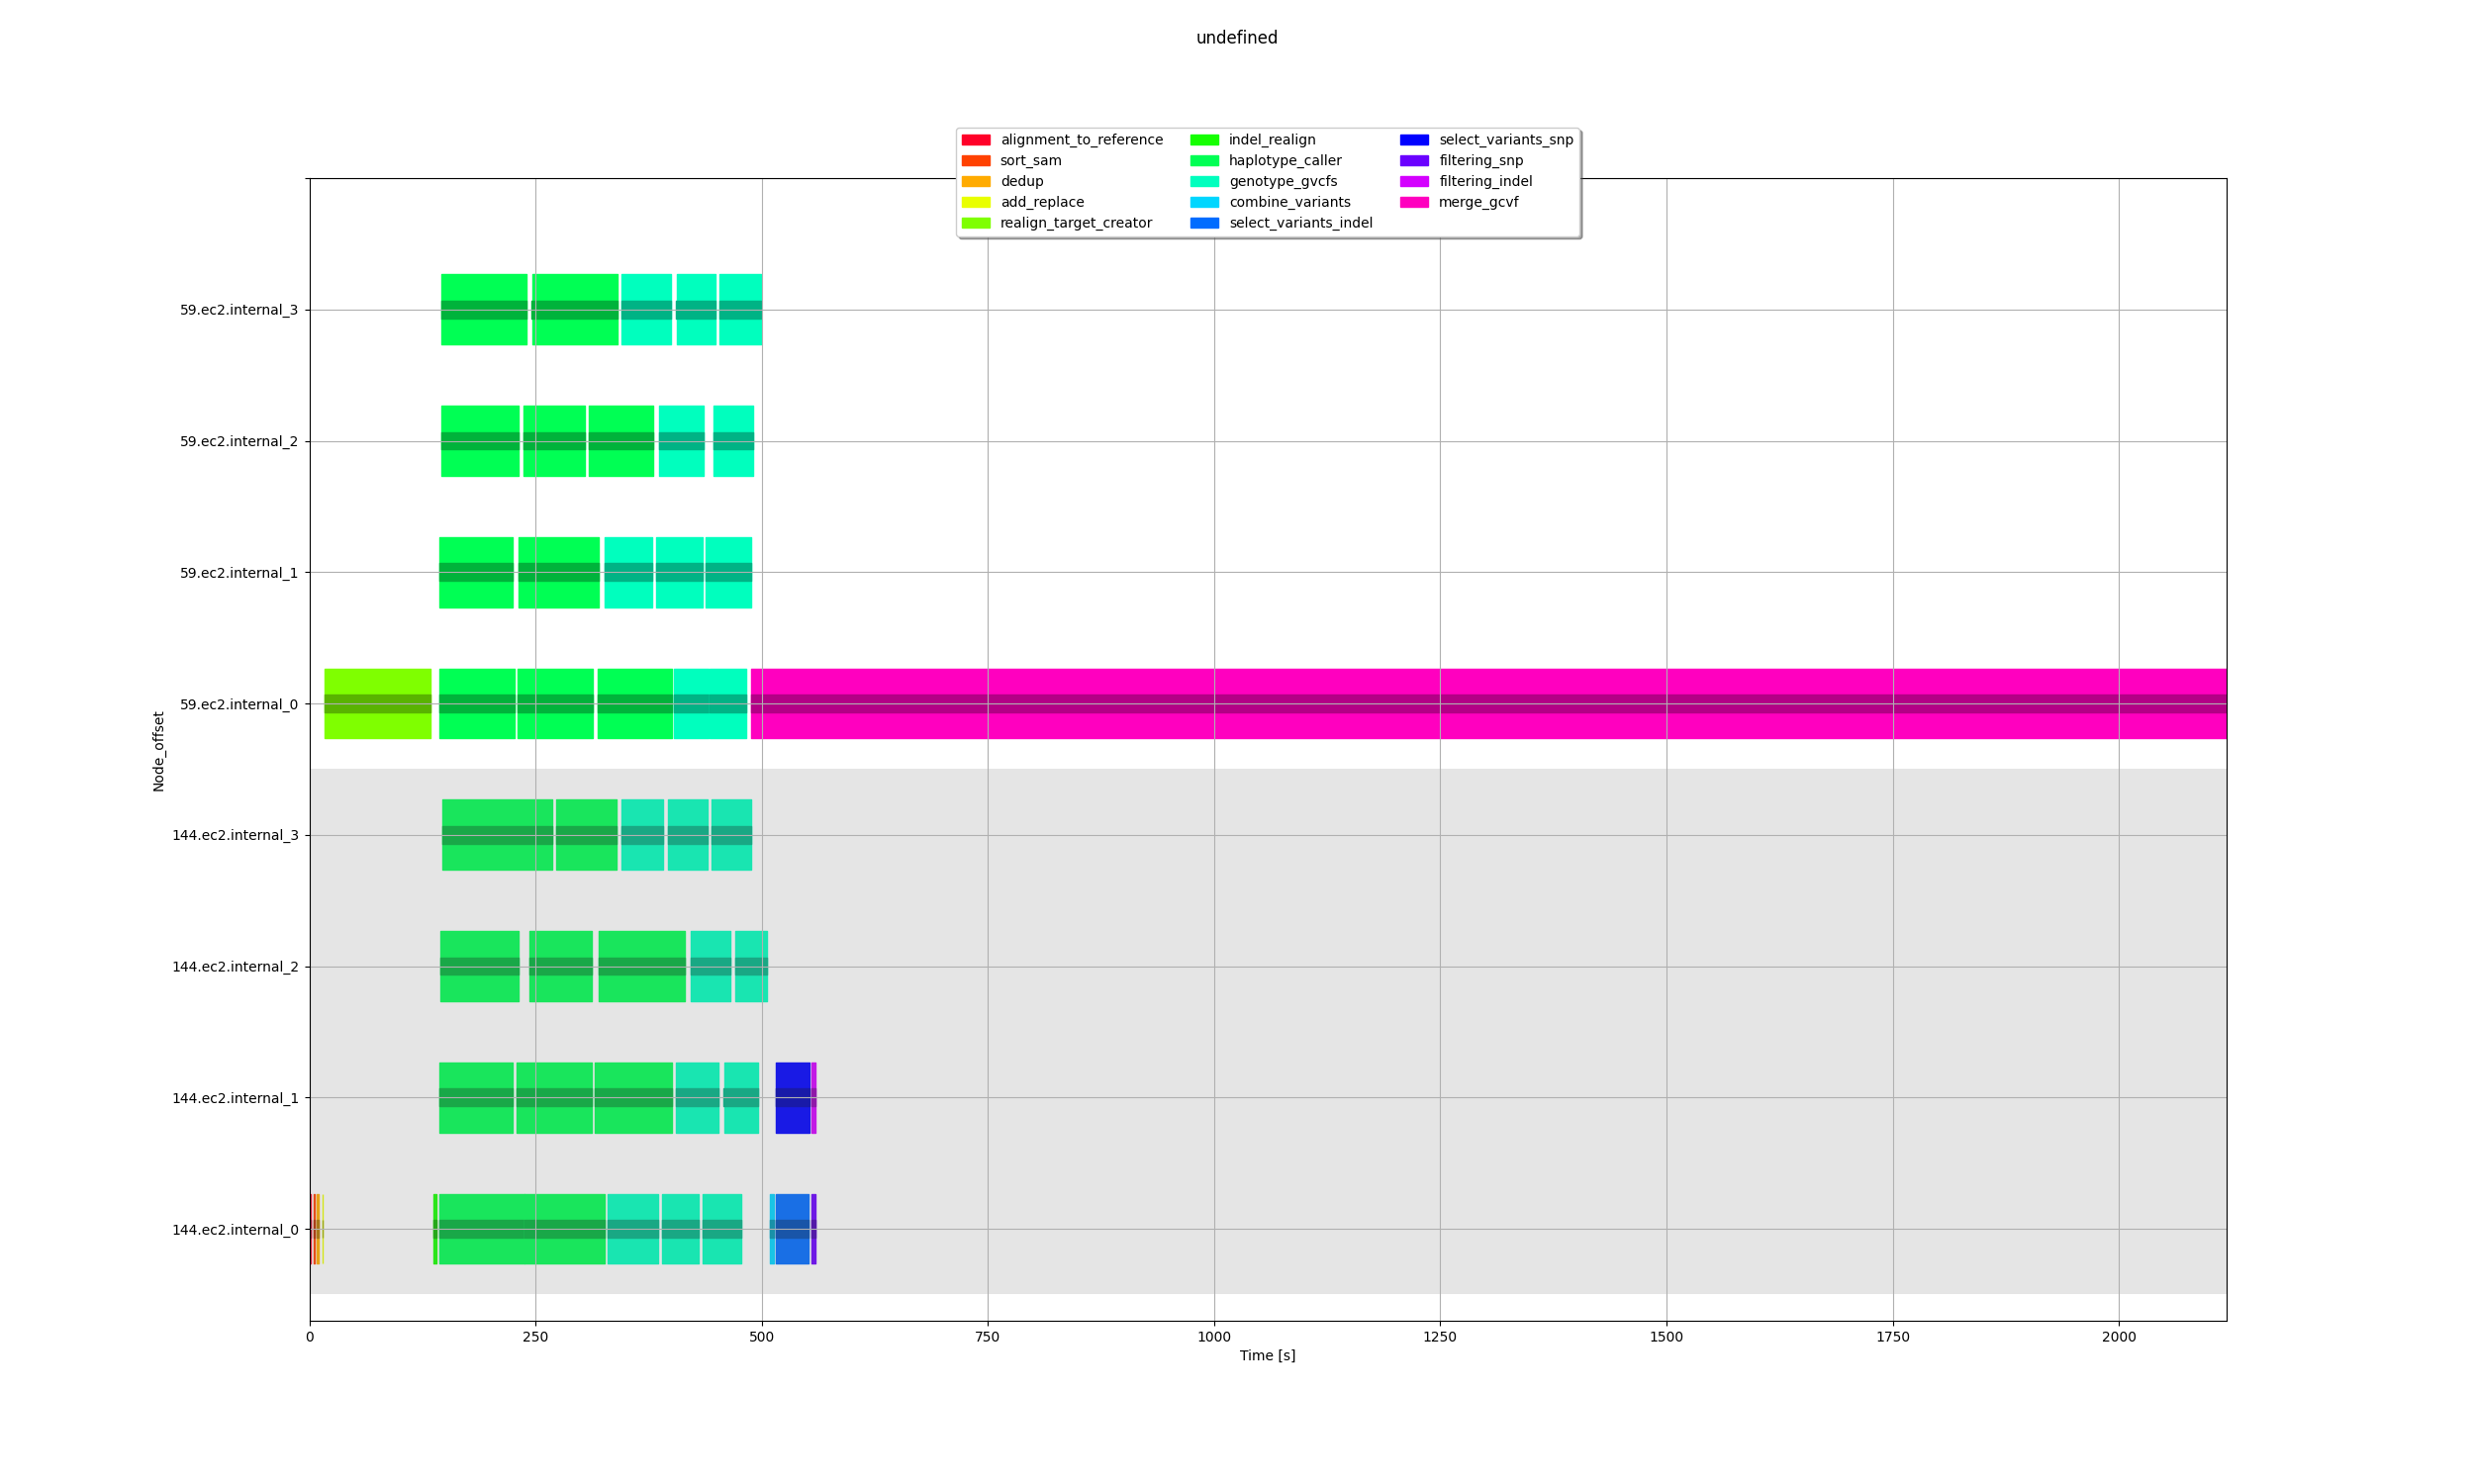 undefined
alignment_to_reference
sort_sam
dedup
add_replace
realign_target_creator
indel_realign
haplotype_caller
genotype_gvcfs
combine_variants
select_variants_indel
select_variants_snp
filtering_snp
filtering_indel
merge_gcvf
59.ec2.internal_3
59.ec2.internal_2
59.ec2.internal_1
59.ec2.internal_0
144.ec2.internal_3
144.ec2.internal_2
144.ec2.internal_1
144.ec2.internal_0
Node_offset
0 250 500 750 1000 1250 1500 1750 2000
Time [s]